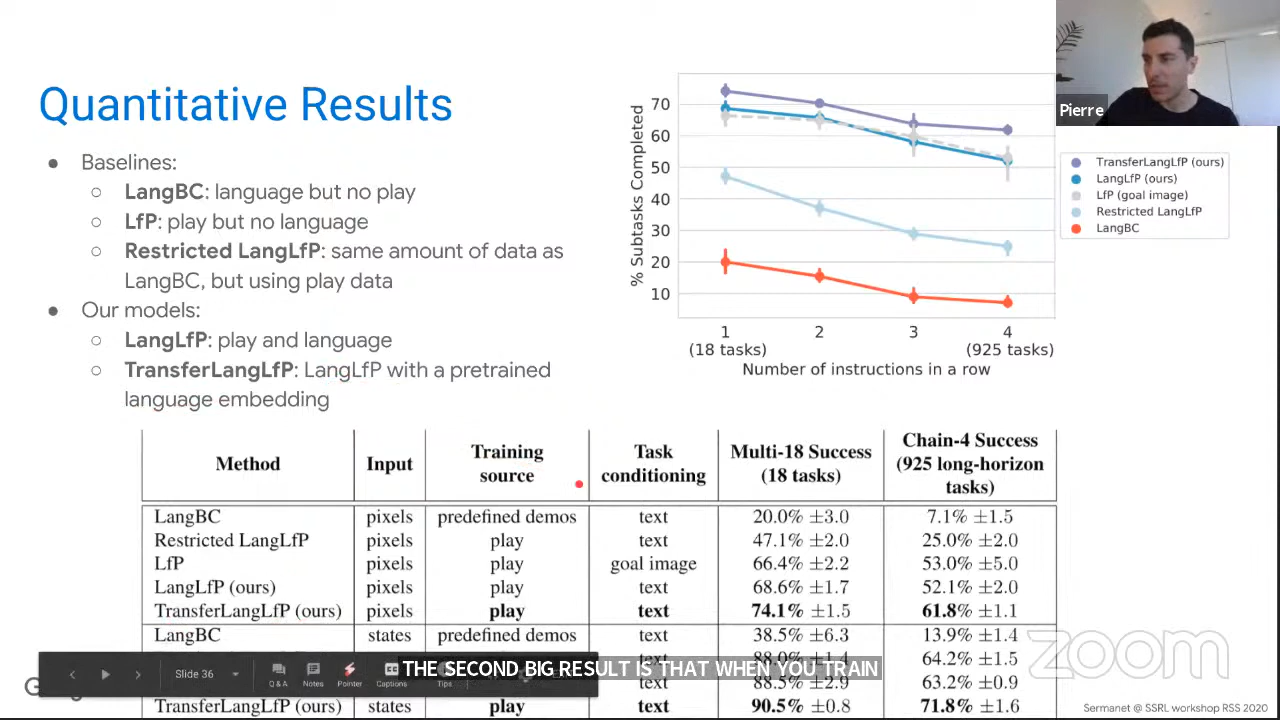 Quantitative Results
● Baselines:
○ LangBC: language but no play
○ LfP: play but no language
○ Restricted LangLfP: same amount of data as
LangBC, but using play data
● Our models:
○ LangLfP: play and language
○ TransferLangLfP: LangLfP with a pretrained
language embedding
% Subtasks Completed
70
60
50
40
30
20
10
1 2 3 4
(18 tasks) (925 tasks)
Number of instructions in a row
Pierre
TransferLangLfP (ours)
LangLfP (ours)
LfP (goal image)
Restricted LangLfP
LangBC
Method Input Training source Task conditioning Multi-18 Success (18 tasks) Chain-4 Success (925 long-horizon tasks)
LangBC pixels predefined demos text 20.0% ±3.0 7.1% ±1.5
Restricted LangLfP pixels play text 47.1% ±2.0 25.0% ±2.0
LfP pixels play goal image 66.4% ±2.2 53.0% ±5.0
LangLfP (ours) pixels play text 68.6% ±1.7 52.1% ±2.0
TransferLangLfP (ours) pixels play text 74.1% ±1.5 61.8% ±1.1
LangBC states predefined demos text 38.5% ±6.3 13.9% ±1.4
88.0% ±1.4 64.2% ±1.5
88.5% ±2.9 63.2% ±0.9
TransferLangLfP (ours) states play text 90.5% ±0.8 71.8% ±1.6
Slide 36
Q & A Notes Pointer Captions Tips
THE SECOND BIG RESULT IS THAT WHEN YOU TRAIN
zoom
Sermanet @ SSRL workshop RSS 2020